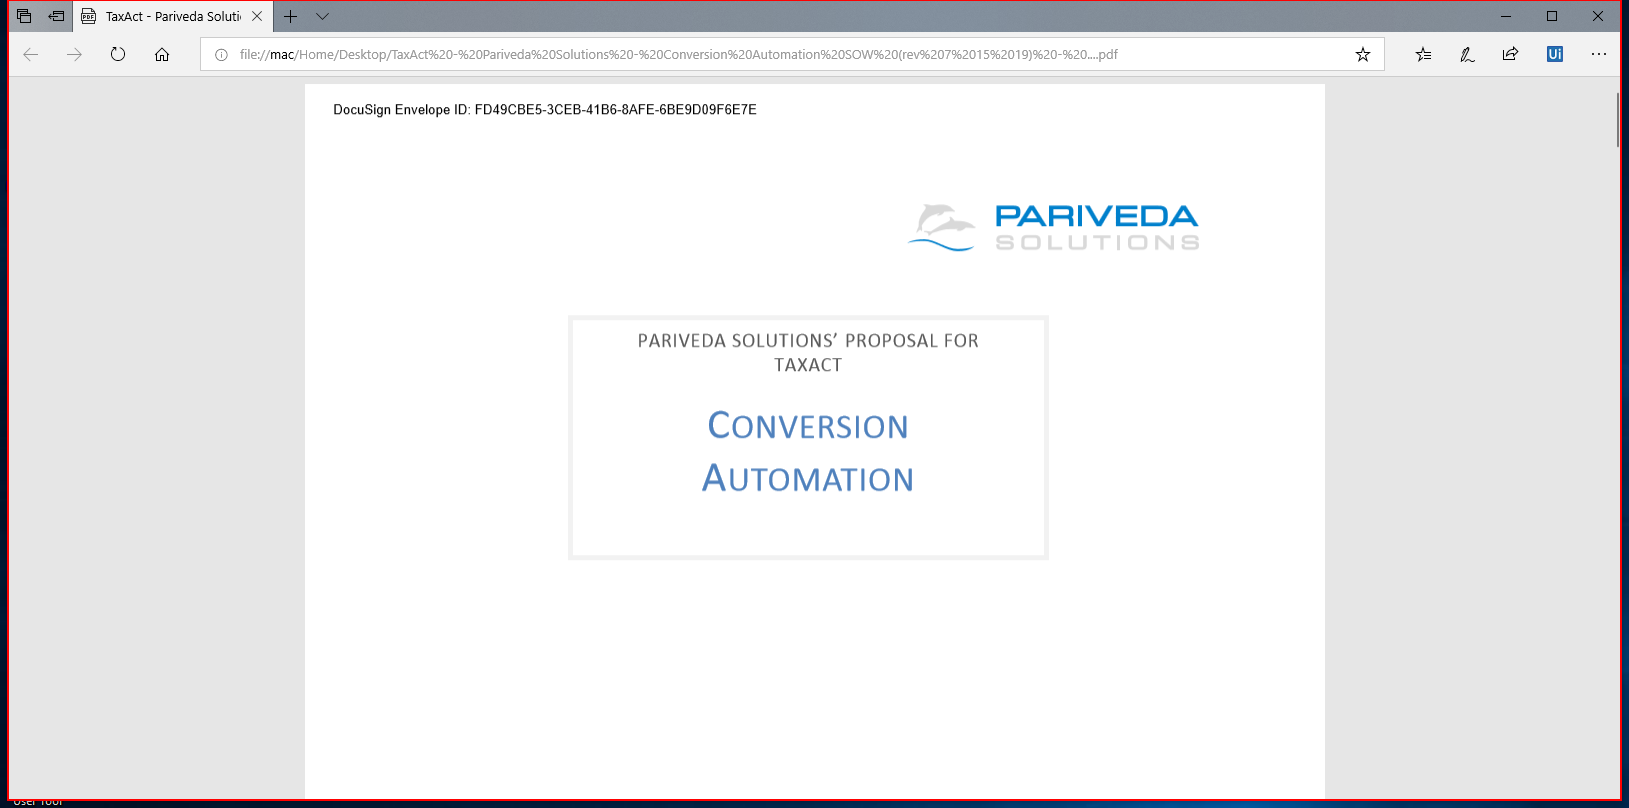 TaxAct - Pariveda Soluti
file://mac/Home/Desktop/TaxAct%20-%20Pariveda%20Solutions%20-%20Conversion%20Automation%20SOW%20(rev%207%2015%2019)%20-%20....pdf
Ui
DocuSign Envelope ID: FD49CBE5-3CEB-41B6-8AFE-6BE9D09F6E7E
PARIVEDA
SOLUTIONS
PARIVEDA SOLUTIONS’ PROPOSAL FOR
TAXACT
CONVERSION
AUTOMATION
User Tool